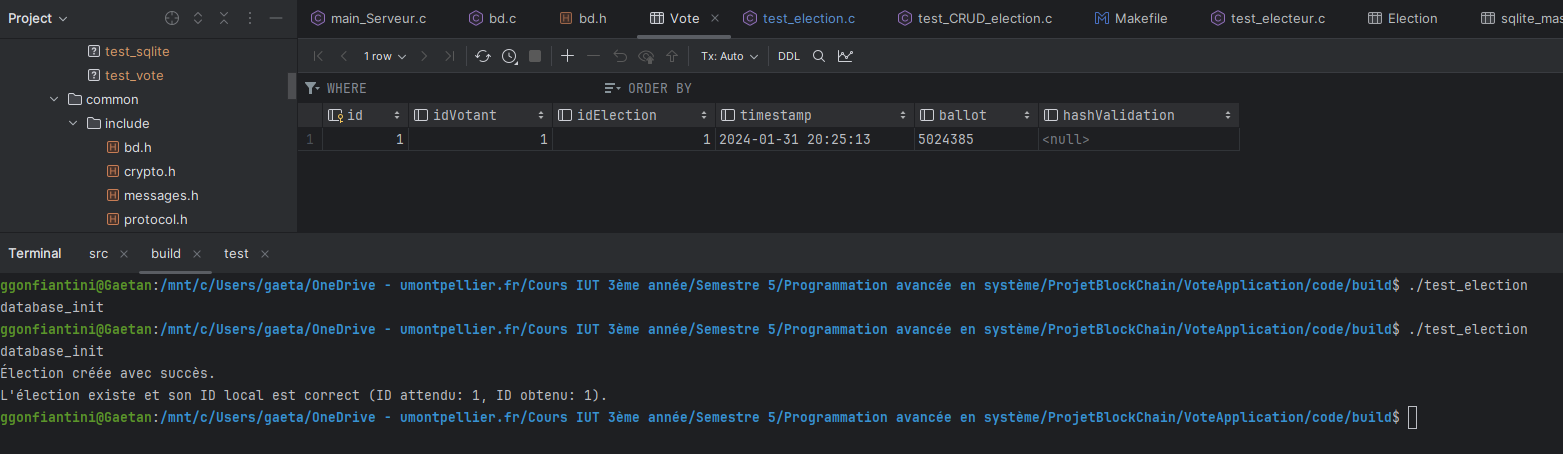 Project
main_Serveur.c
bd.c
bd.h
Vote
test_election.c
test_CRUD_election.c
Makefile
test_electeur.c
Election
sqlite_mas
test_sqlite
test_vote
common
include
bd.h
crypto.h
messages.h
protocol.h
1 row
Tx: Auto
DDL
WHERE
ORDER BY
id idVotant idElection timestamp ballot hashValidation
1 1 1 1 2024-01-31 20:25:13 5024385 <null>
Terminal src build test
ggonfiantini@Gaetan:/mnt/c/Users/gaeta/OneDrive - umontpellier.fr/Cours IUT 3ème année/Semestre 5/Programmation avancée en système/ProjetBlockChain/VoteApplication/code/build$ ./test_election
database_init
ggonfiantini@Gaetan:/mnt/c/Users/gaeta/OneDrive - umontpellier.fr/Cours IUT 3ème année/Semestre 5/Programmation avancée en système/ProjetBlockChain/VoteApplication/code/build$ ./test_election
database_init
Élection créée avec succès.
L'élection existe et son ID local est correct (ID attendu: 1, ID obtenu: 1).
ggonfiantini@Gaetan:/mnt/c/Users/gaeta/OneDrive - umontpellier.fr/Cours IUT 3ème année/Semestre 5/Programmation avancée en système/ProjetBlockChain/VoteApplication/code/build$